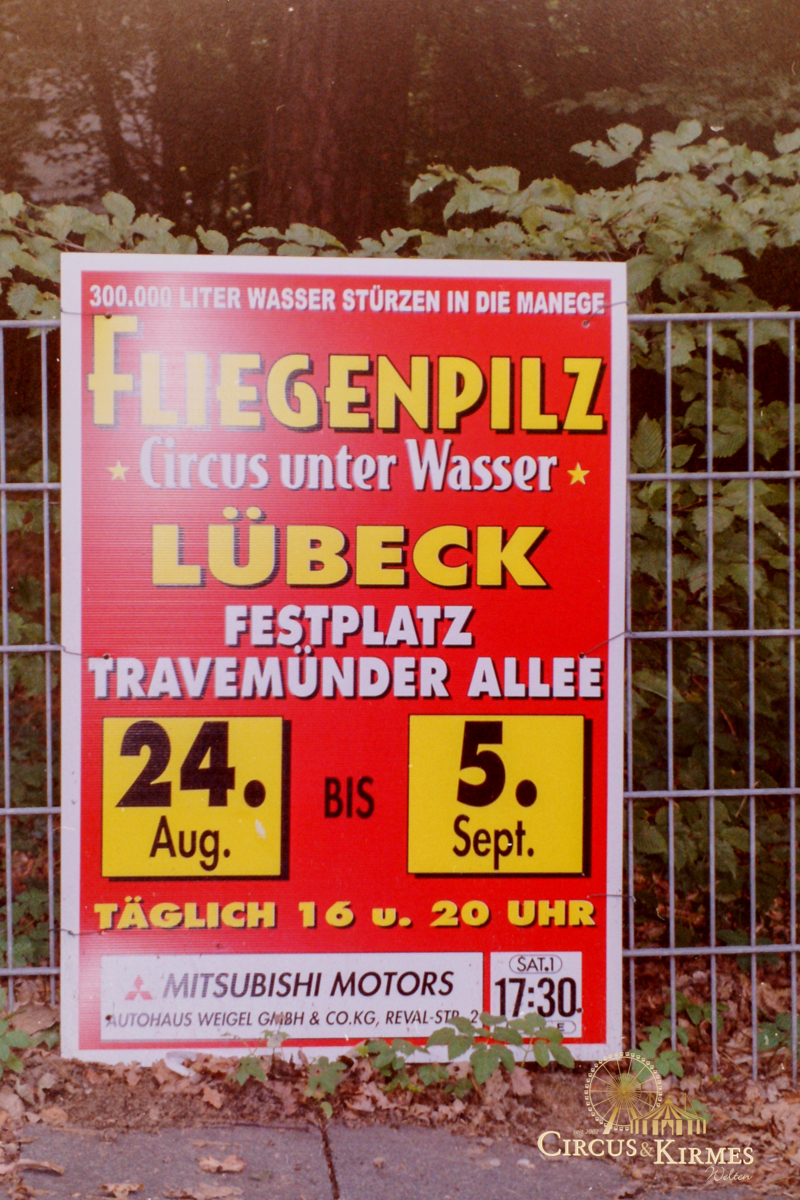 300.000 LITER WASSER STÜRZEN IN DIE MANEGE
FLIEGENPILZ
Circus unter Wasser
LÜBECK
FESTPLATZ
TRAVEMÜNDER ALLEE
24. Aug.
BIS
5. Sept.
TÄGLICH 16 u. 20 UHR
MITSUBISHI MOTORS
AUTOHAUS WEIGEL GMBH & CO.KG, REVAL-STR. 2
SAT.1
17:30
CIRCUS & KIRMES
Welten